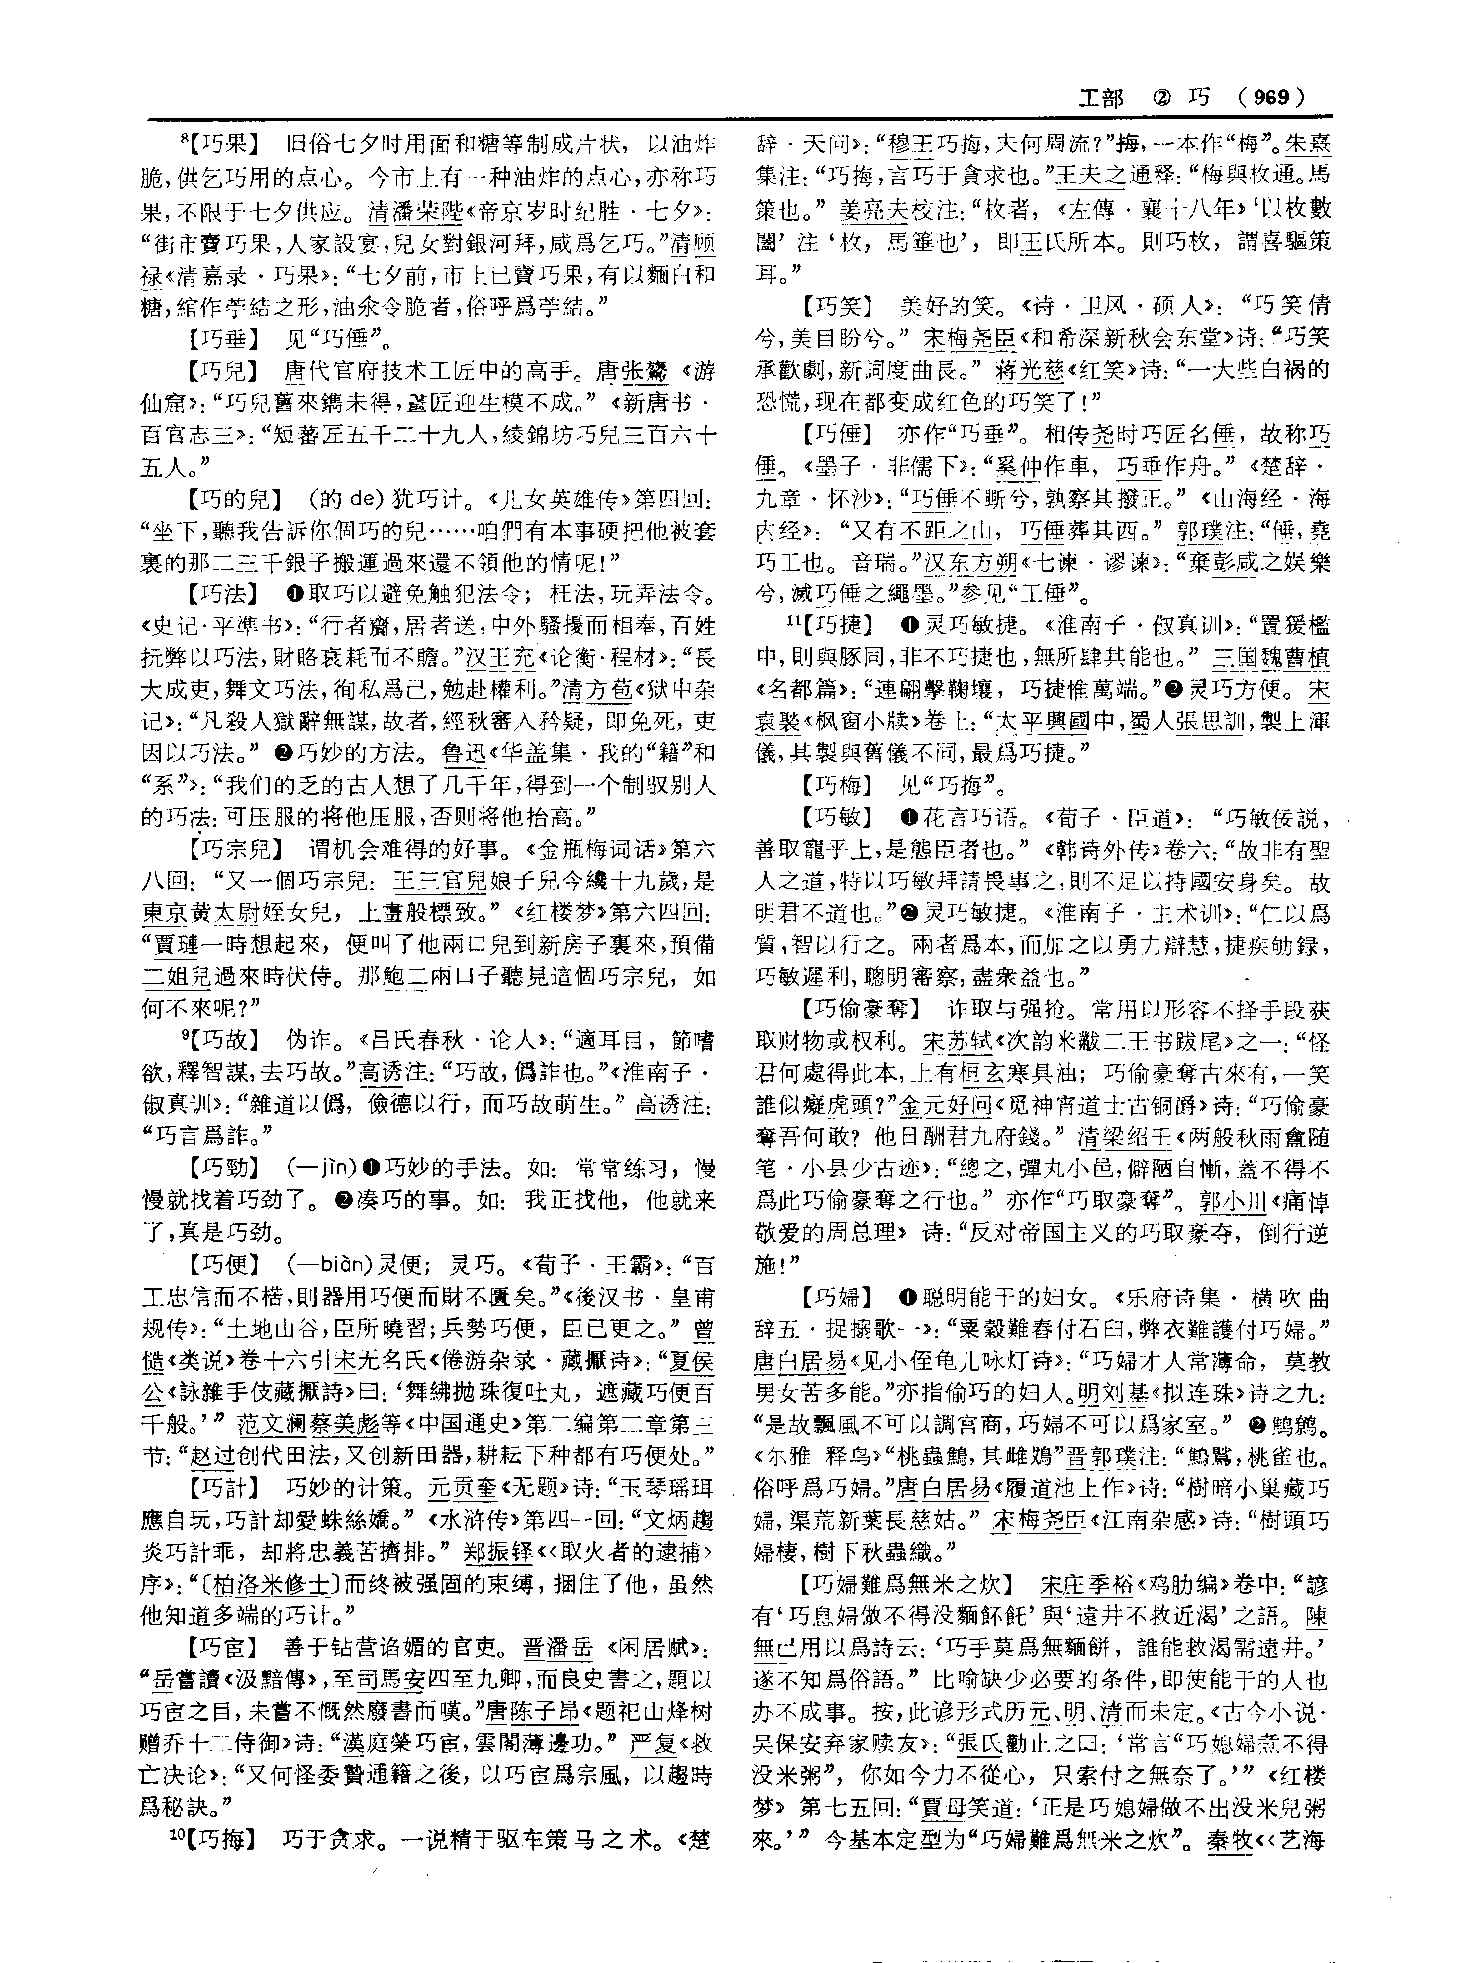 工部 ② 巧 (969)
⁸【巧果】 旧俗七夕时用面和糖等制成片状，以油炸
脆，供乞巧用的点心。今市上有一种油炸的点心，亦称巧
果，不限于七夕供应。清潘荣陛《帝京岁时纪胜·七夕》：
“街市賣巧果，人家設宴，兒女對銀河拜，咸爲乞巧。”清顾
禄《清嘉录·巧果》：“七夕前，市上已賣巧果，有以麵白和
糖，綰作苧結之形，油汆令脆者，俗呼爲苧結。”
【巧垂】 见“巧倕”。
【巧兒】 唐代官府技术工匠中的高手。唐张鷟《游
仙窟》：“巧兒舊來鐫未得，畫匠迎生模不成。”《新唐书·
百官志三》：“短蕃匠五千二十九人，綾錦坊巧兒三百六十
五人。”
【巧的兒】 (的 de) 犹巧计。《儿女英雄传》第四回：
“坐下，聽我告訴你個巧的兒……咱們有本事硬把他被套
裏的那二三千銀子搬運過來還不領他的情呢！”
【巧法】 ❶取巧以避免触犯法令；枉法，玩弄法令。
《史记·平準书》：“行者齎，居者送，中外騷擾而相奉，百姓
抏弊以巧法，財賂衰耗而不贍。”汉王充《论衡·程材》：“長
大成吏，舞文巧法，徇私爲己，勉赴權利。”清方苞《狱中杂
记》：“凡殺人獄辭無謀，故者，經秋審入矜疑，即免死，吏
因以巧法。” ❷巧妙的方法。鲁迅《华盖集·我的“籍”和
“系”》：“我们的乏的古人想了几千年，得到一个制驭别人
的巧法：可压服的将他压服，否则将他抬高。”
【巧宗兒】 谓机会难得的好事。《金瓶梅词话》第六
八回：“又一個巧宗兒：王三官兒娘子兒今纔十九歲，是
東京黄太尉姪女兒，上畫般標致。”《红楼梦》第六四回：
“賈璉一時想起來，便叫了他兩口兒到新房子裏來，預備
二姐兒過來時伏侍。那鮑二兩口子聽見這個巧宗兒，如
何不來呢？”
⁹【巧故】 伪诈。《吕氏春秋·论人》：“適耳目，節嗜
欲，釋智謀，去巧故。”高诱注：“巧故，僞詐也。”《淮南子·
俶真训》：“雜道以僞，儉德以行，而巧故萌生。”高诱注：
“巧言爲詐。”
【巧勁】 (—jìn)❶巧妙的手法。如：常常练习，慢
慢就找着巧劲了。❷凑巧的事。如：我正找他，他就来
了，真是巧劲。
【巧便】 (—biàn)灵便；灵巧。《荀子·王霸》：“百
工忠信而不楛，則器用巧便而財不匱矣。”《後汉书·皇甫
规传》：“土地山谷，臣所曉習；兵勢巧便，臣已更之。”曾
慥《类说》卷十六引宋无名氏《倦游杂录·藏擫诗》：“夏侯
公《詠雜手伎藏擫詩》曰：‘舞綈抛珠復吐丸，遮藏巧便百
千般。’”范文澜蔡美彪等《中国通史》第二编第二章第三
节：“赵过创代田法，又创新田器，耕耘下种都有巧便处。”
【巧計】 巧妙的计策。元贡奎《无题》诗：“玉琴瑶珥
應自玩，巧計却愛蛛絲嬌。”《水浒传》第四一回：“文炳趨
炎巧計乖，却將忠義苦擠排。”郑振铎《〈取火者的逮捕〉
序》：“〔柏洛米修士〕而终被强固的束缚，捆住了他，虽然
他知道多端的巧计。”
【巧宦】 善于钻营谄媚的官吏。晋潘岳《闲居赋》：
“岳嘗讀《汲黯傳》，至司馬安四至九卿，而良史書之，題以
巧宦之目，未嘗不慨然廢書而嘆。”唐陈子昂《题祀山烽树
赠乔十二侍御》诗：“漢庭榮巧宦，雲閣薄邊功。”严复《救
亡决论》：“又何怪委贄通籍之後，以巧宦爲宗風，以趨時
爲秘訣。”
¹⁰【巧挴】 巧于贪求。一说精于驱车策马之术。《楚
辞·天问》：“穆王巧挴，夫何周流？”挴，一本作“梅”。朱熹
集注：“巧挴，言巧于貪求也。”王夫之通释：“梅與枚通。馬
策也。”姜亮夫校注：“枚者，《左傳·襄十八年》‘以枚數
闔’注‘枚，馬箠也’，即王氏所本。則巧枚，謂喜驅策
耳。”
【巧笑】 美好的笑。《诗·卫风·硕人》：“巧笑倩
兮，美目盼兮。”宋梅尧臣《和希深新秋会东堂》诗：“巧笑
承歡劇，新詞度曲長。”蒋光慈《红笑》诗：“一大些白祸的
恐慌，现在都变成红色的巧笑了！”
【巧倕】 亦作“巧垂”。相传尧时巧匠名倕，故称巧
倕。《墨子·非儒下》：“奚仲作車，巧垂作舟。”《楚辞·
九章·怀沙》：“巧倕不斲兮，孰察其撥正。”《山海经·海
内经》：“又有不距之山，巧倕葬其西。”郭璞注：“倕，堯
巧工也。音瑞。”汉东方朔《七谏·谬谏》：“棄彭咸之娱樂
兮，滅巧倕之繩墨。”参见“工倕”。
¹¹【巧捷】 ❶灵巧敏捷。《淮南子·俶真训》：“置猨檻
中，則與豚同，非不巧捷也，無所肆其能也。”三国魏曹植
《名都篇》：“連翩擊鞠壤，巧捷惟萬端。”❷灵巧方便。宋
袁褧《枫窗小牍》卷上：“太平興國中，蜀人張思訓，製上渾
儀，其製與舊儀不同，最爲巧捷。”
【巧梅】 见“巧挴”。
【巧敏】 ❶花言巧语。《荀子·臣道》：“巧敏佞説，
善取寵乎上，是態臣者也。”《韩诗外传》卷六：“故非有聖
人之道，特以巧敏拜請畏事之，則不足以持國安身矣。故
明君不道也。”❷灵巧敏捷。《淮南子·主术训》：“仁以爲
質，智以行之。兩者爲本，而加之以勇力辯慧，捷疾劬録，
巧敏遲利，聰明審察，盡衆益也。”
【巧偷豪奪】 诈取与强抢。常用以形容不择手段获
取财物或权利。宋苏轼《次韵米黻二王书跋尾》之一：“怪
君何處得此本，上有桓玄寒具油；巧偷豪奪古來有，一笑
誰似癡虎頭？”金元好问《觅神宵道士古铜爵》诗：“巧偷豪
奪吾何敢？他日酬君九府錢。”清梁绍壬《两般秋雨盦随
笔·小县少古迹》：“總之，彈丸小邑，僻陋自慚，蓋不得不
爲此巧偷豪奪之行也。”亦作“巧取豪奪”。郭小川《痛悼
敬爱的周总理》诗：“反对帝国主义的巧取豪夺，倒行逆
施！”
【巧婦】 ❶聪明能干的妇女。《乐府诗集·横吹曲
辞五·捉搦歌一》：“粟穀難舂付石臼，弊衣難護付巧婦。”
唐白居易《见小侄龟儿咏灯诗》：“巧婦才人常薄命，莫教
男女苦多能。”亦指偷巧的妇人。明刘基《拟连珠》诗之九：
“是故飄風不可以調宫商，巧婦不可以爲家室。” ❷鹪鹩。
《尔雅 释鸟》“桃蟲鷦，其雌鴱”晋郭璞注：“鷦鷯，桃雀也。
俗呼爲巧婦。”唐白居易《履道池上作》诗：“樹暗小巢藏巧
婦，渠荒新葉長慈姑。”宋梅尧臣《江南杂感》诗：“樹頭巧
婦棲，樹下秋蟲織。”
【巧婦難爲無米之炊】 宋庄季裕《鸡肋编》卷中：“諺
有‘巧息婦做不得没麵飥飥’與‘遠井不救近渴’之語。陳
無己用以爲詩云：‘巧手莫爲無麵餅，誰能救渴需遠井。’
遂不知爲俗語。”比喻缺少必要的条件，即使能干的人也
办不成事。按，此谚形式历元、明、清而未定。《古今小说·
吴保安弃家赎友》：“張氏勸止之曰：‘常言“巧媳婦煮不得
没米粥”，你如今力不從心，只索付之無奈了。’”《红楼
梦》第七五回：“賈母笑道：‘正是巧媳婦做不出没米兒粥
來。’”今基本定型为“巧婦難爲無米之炊”。秦牧《〈艺海